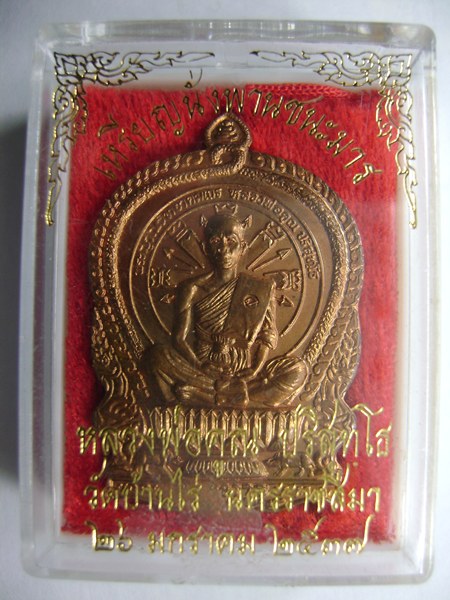 เหรียญนั่งพานชนะมาร
หลวงพ่อคูณ ปริสุทโธ
วัดบ้านไร่ นครราชสีมา
๒๖ มกราคม ๒๕๓๗